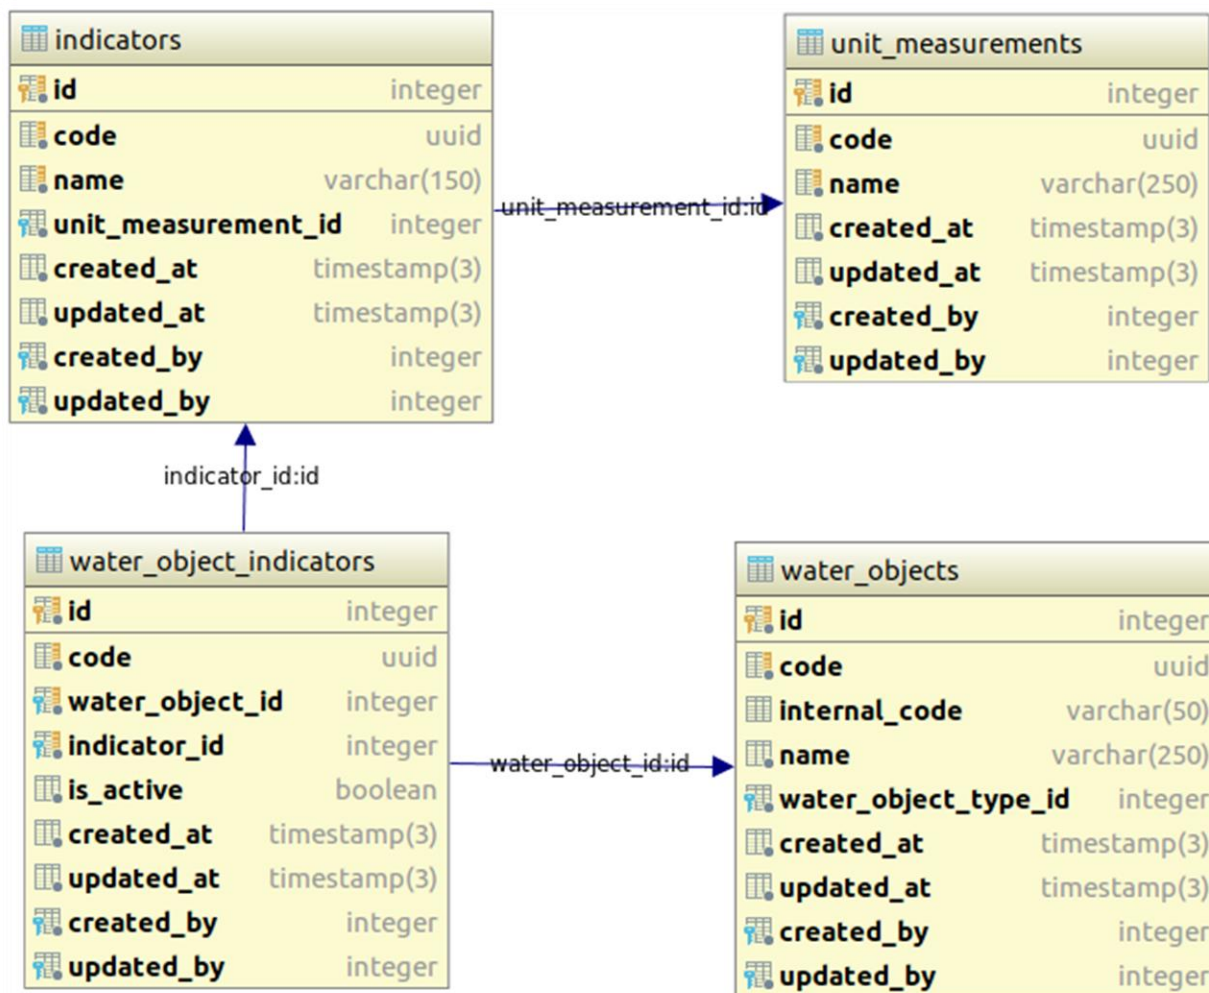 indicators
id integer
code uuid
name varchar(150)
unit_measurement_id integer
created_at timestamp(3)
updated_at timestamp(3)
created_by integer
updated_by integer
unit_measurement_id:id
unit_measurements
id integer
code uuid
name varchar(250)
created_at timestamp(3)
updated_at timestamp(3)
created_by integer
updated_by integer
indicator_id:id
water_object_indicators
id integer
code uuid
water_object_id integer
indicator_id integer
is_active boolean
created_at timestamp(3)
updated_at timestamp(3)
created_by integer
updated_by integer
water_object_id:id
water_objects
id integer
code uuid
internal_code varchar(50)
name varchar(250)
water_object_type_id integer
created_at timestamp(3)
updated_at timestamp(3)
created_by integer
updated_by integer